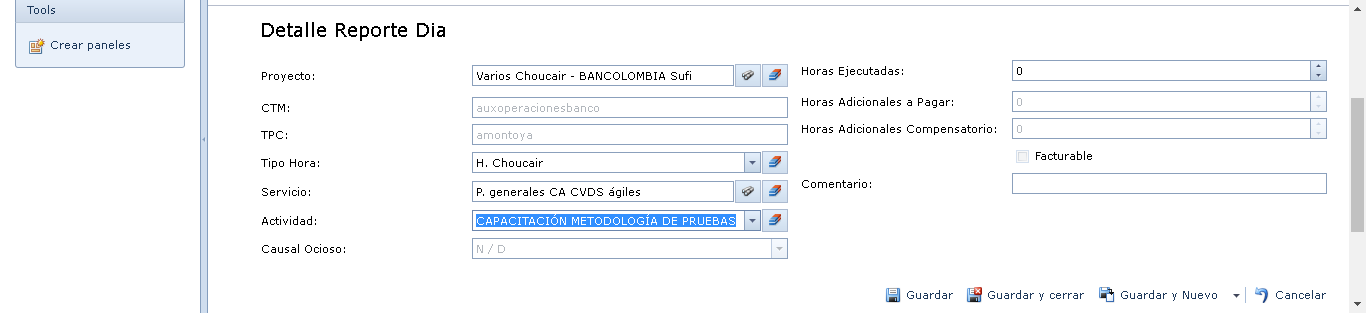 Tools
Crear paneles
Detalle Reporte Dia
Proyecto: Varios Choucair - BANCOLOMBIA Sufi
CTM: auxoperacionesbanco
TPC: amontoya
Tipo Hora: H. Choucair
Servicio: P. generales CA CVDS ágiles
Actividad: CAPACITACIÓN METODOLOGÍA DE PRUEBAS
Causal Ocioso: N / D
Horas Ejecutadas: 0
Horas Adicionales a Pagar: 0
Horas Adicionales Compensatorio: 0
Facturable
Comentario:
Guardar Guardar y cerrar Guardar y Nuevo Cancelar